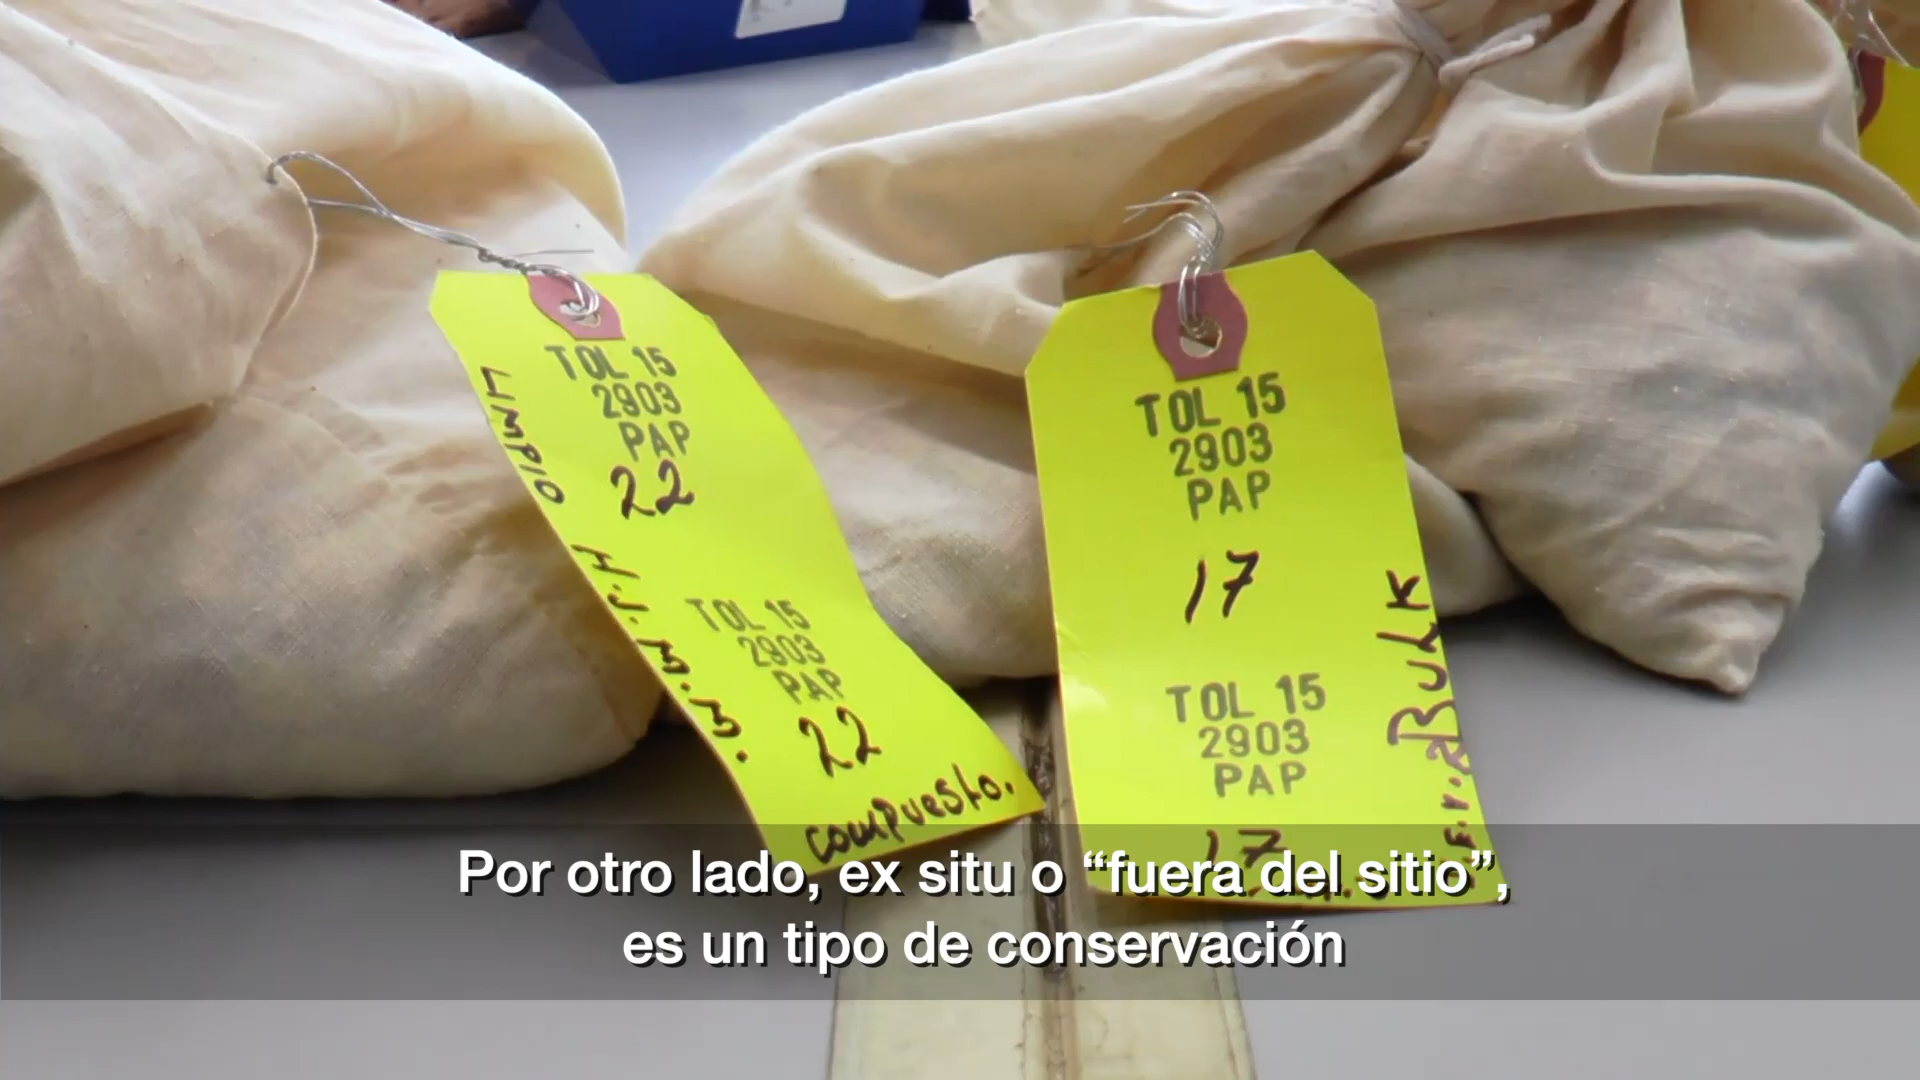 TOL 15
2903
PAP
22
LIMPIO
H.J.M.M.
TOL 15
2903
PAP
22
compuesto.
TOL 15
2903
PAP
17
BULK
TOL 15
2903
PAP
17
Por otro lado, ex situ o “fuera del sitio”,
es un tipo de conservación